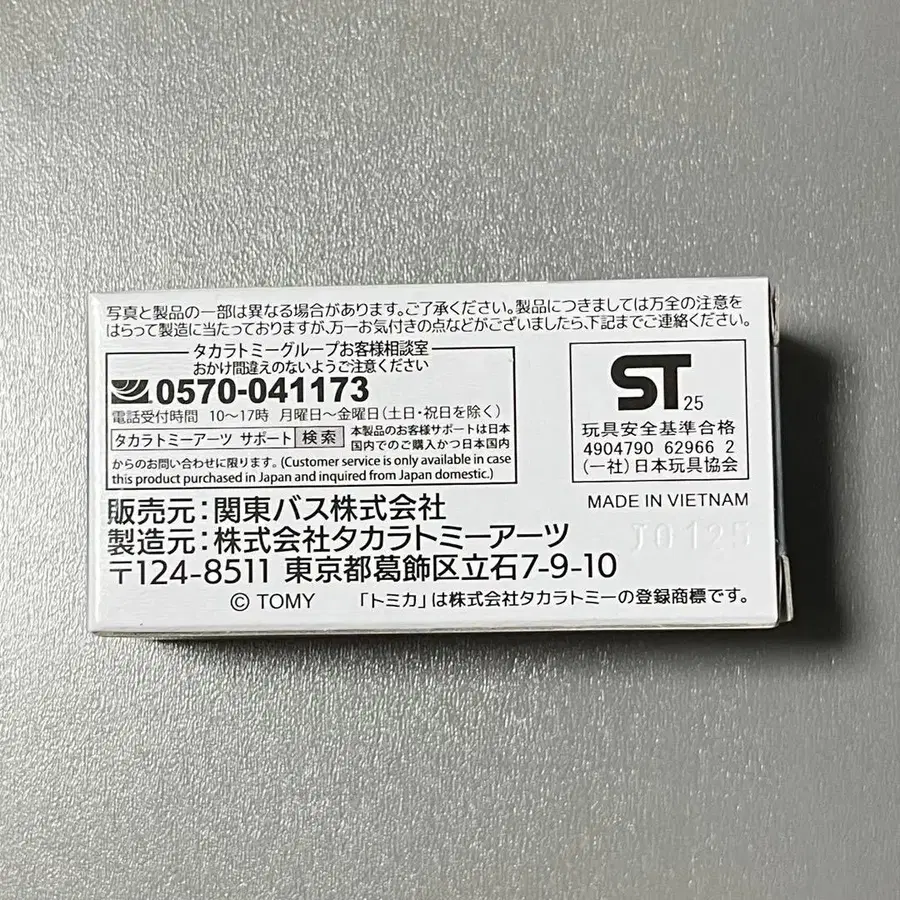 写真と製品の一部は異なる場合があります。ご了承ください。製品につきましては万全の注意を
はらって製造に当たっておりますが、万一お気付きの点などがございましたら、下記までご連絡ください。
タカラトミーグループお客様相談室
おかけ間違えのないようご注意ください
0570-041173
電話受付時間 10〜17時 月曜日〜金曜日(土日・祝日を除く)
タカラトミーアーツ サポート 検索 本製品のお客様サポートは日本
国内でのご購入かつ日本国内
からのお問い合わせに限ります。(Customer service is only available in case
this product purchased in Japan and inquired from Japan domestic.)
ST 25
玩具安全基準合格
4904790 62966 2
(一社)日本玩具協会
MADE IN VIETNAM
販売元:関東バス株式会社
製造元:株式会社タカラトミーアーツ
J0125
〒124-8511 東京都葛飾区立石7-9-10
© TOMY 「トミカ」は株式会社タカラトミーの登録商標です。